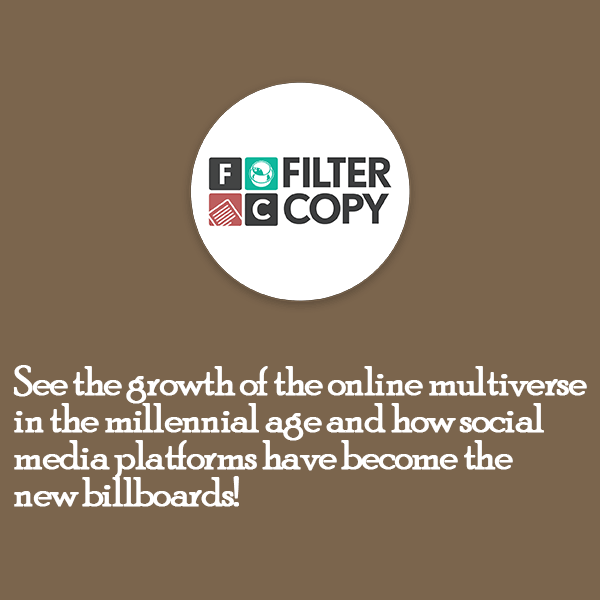 F FILTER
C COPY
See the growth of the online multiverse
in the millennial age and how social
media platforms have become the
new billboards!